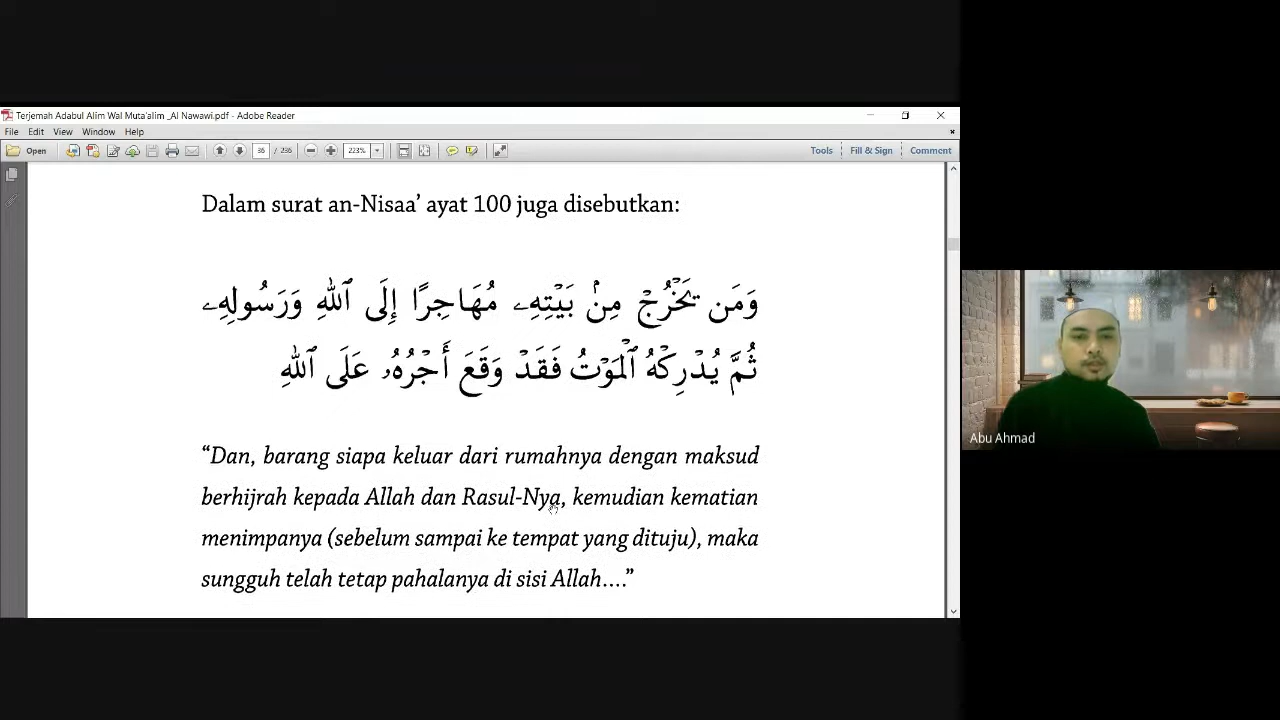 Terjemah Adabul Alim Wal Muta'alim _Al Nawawi.pdf - Adobe Reader
File Edit View Window Help
Open 36 / 236 223% Tools Fill & Sign Comment
Dalam surat an-Nisaa’ ayat 100 juga disebutkan:
وَمَن يَخْرُجْ مِنۢ بَيْتِهِۦ مُهَاجِرًا إِلَى ٱللَّهِ وَرَسُولِهِۦ
ثُمَّ يُدْرِكْهُ ٱلْمَوْتُ فَقَدْ وَقَعَ أَجْرُهُۥ عَلَى ٱللَّهِ
“Dan, barang siapa keluar dari rumahnya dengan maksud
berhijrah kepada Allah dan Rasul-Nya, kemudian kematian
menimpanya (sebelum sampai ke tempat yang dituju), maka
sungguh telah tetap pahalanya di sisi Allah....”
Abu Ahmad